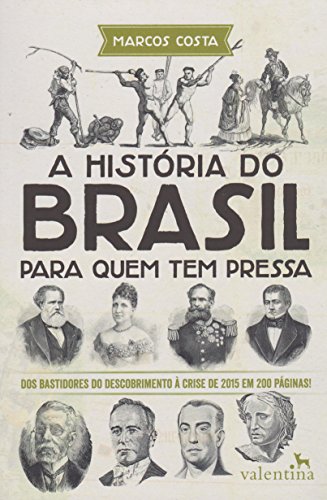 MARCOS COSTA
A HISTÓRIA DO
BRASIL
PARA QUEM TEM PRESSA
DOS BASTIDORES DO DESCOBRIMENTO À CRISE DE 2015 EM 200 PÁGINAS!
valentina